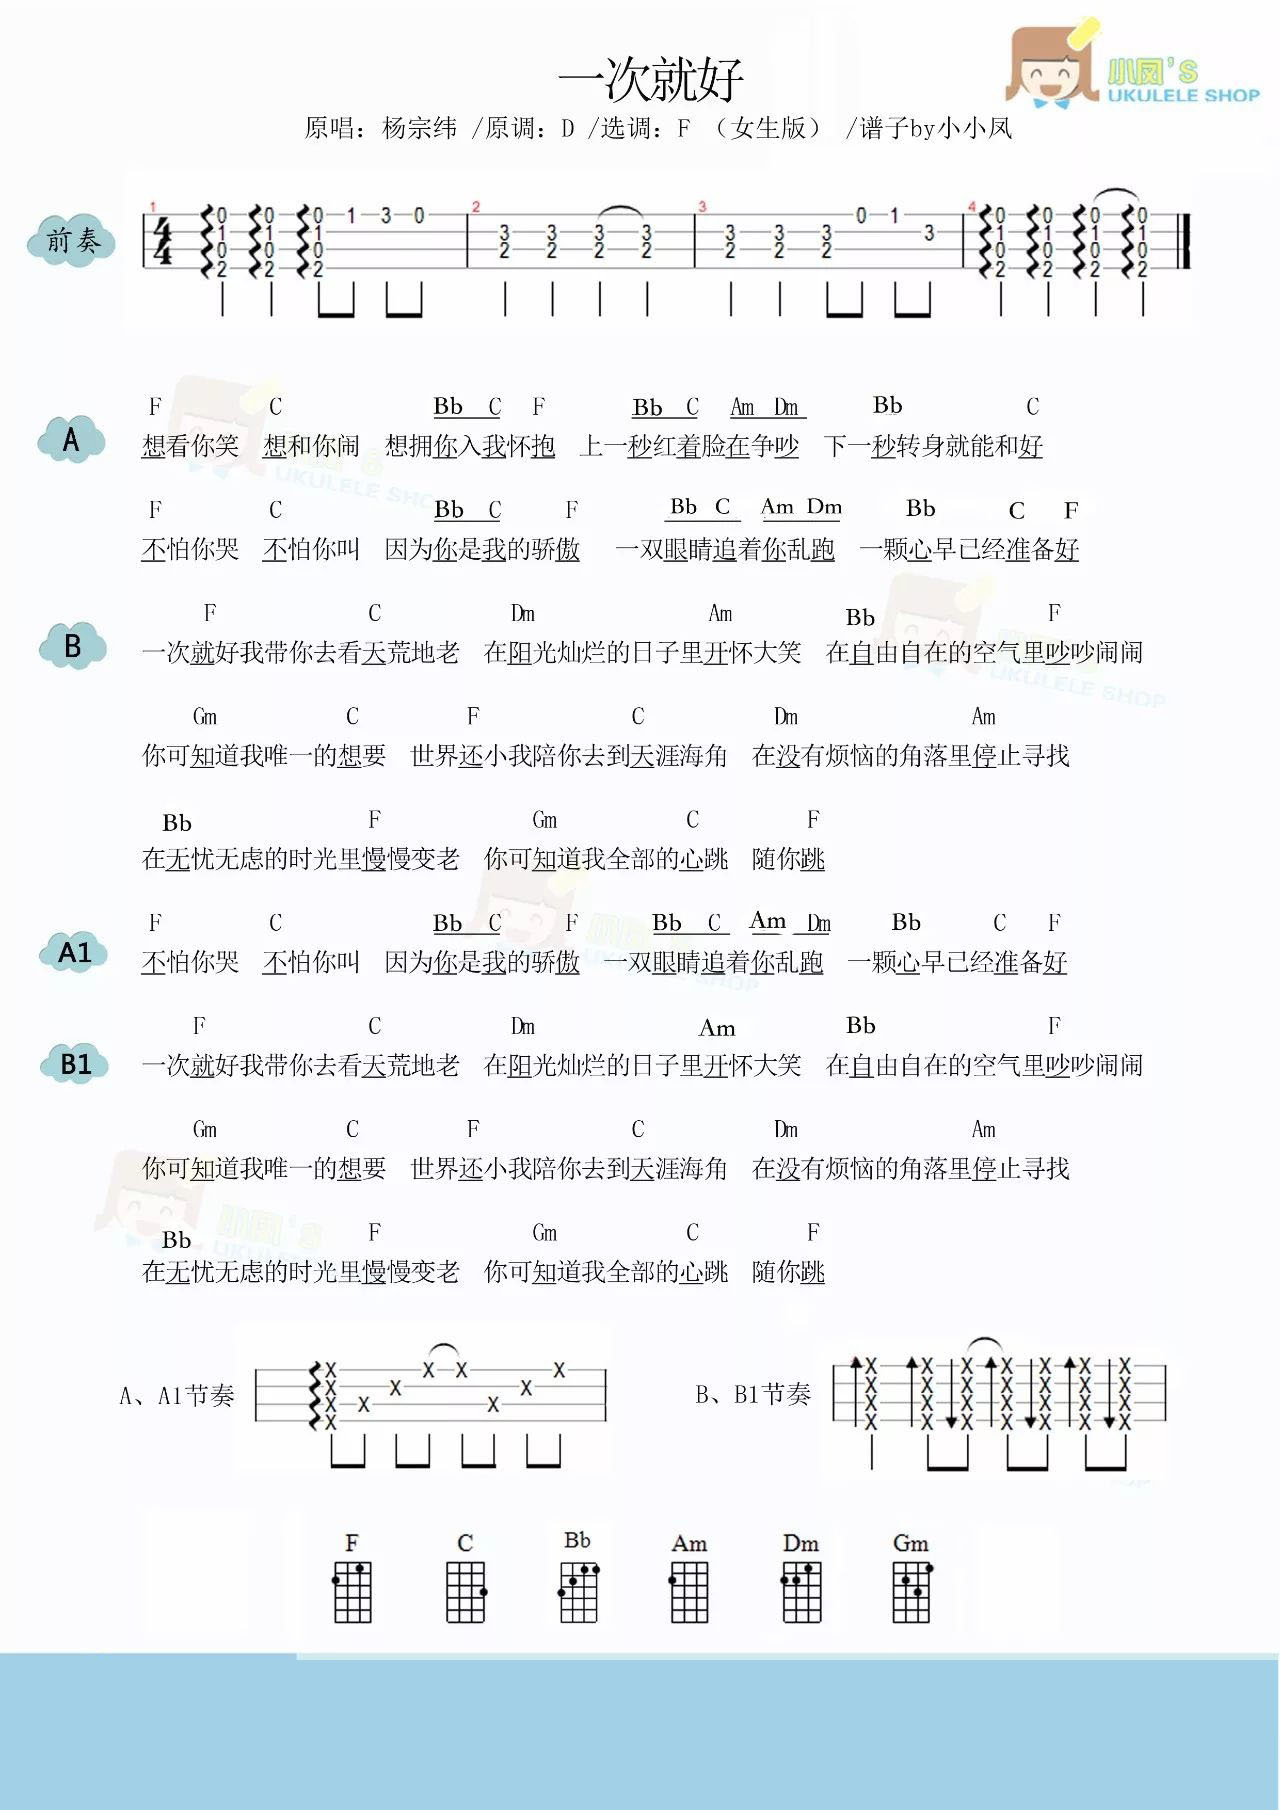 一次就好
小凤'S
UKULELE SHOP
原唱：杨宗纬 /原调：D /选调：F （女生版） /谱子by小小凤
前奏
1 2 3 4
4/4
0 0 0 1 3 0 0 1 0 0 0 0
1 1 1 3 3 3 3 3 3 3 3 1 1 1 1
0 0 0 2 2 2 2 2 2 2 0 0 0 0
2 2 2 2 2 2 2
A
F C Bb C F Bb C Am Dm Bb C
想看你笑 想和你闹 想拥你入我怀抱 上一秒红着脸在争吵 下一秒转身就能和好
F C Bb C F Bb C Am Dm Bb C F
不怕你哭 不怕你叫 因为你是我的骄傲 一双眼睛追着你乱跑 一颗心早已经准备好
B
F C Dm Am Bb F
一次就好我带你去看天荒地老 在阳光灿烂的日子里开怀大笑 在自由自在的空气里吵吵闹闹
Gm C F C Dm Am
你可知道我唯一的想要 世界还小我陪你去到天涯海角 在没有烦恼的角落里停止寻找
Bb F Gm C F
在无忧无虑的时光里慢慢变老 你可知道我全部的心跳 随你跳
A1
F C Bb C F Bb C Am Dm Bb C F
不怕你哭 不怕你叫 因为你是我的骄傲 一双眼睛追着你乱跑 一颗心早已经准备好
B1
F C Dm Am Bb F
一次就好我带你去看天荒地老 在阳光灿烂的日子里开怀大笑 在自由自在的空气里吵吵闹闹
Gm C F C Dm Am
你可知道我唯一的想要 世界还小我陪你去到天涯海角 在没有烦恼的角落里停止寻找
Bb F Gm C F
在无忧无虑的时光里慢慢变老 你可知道我全部的心跳 随你跳
A、A1节奏
B、B1节奏
F C Bb Am Dm Gm